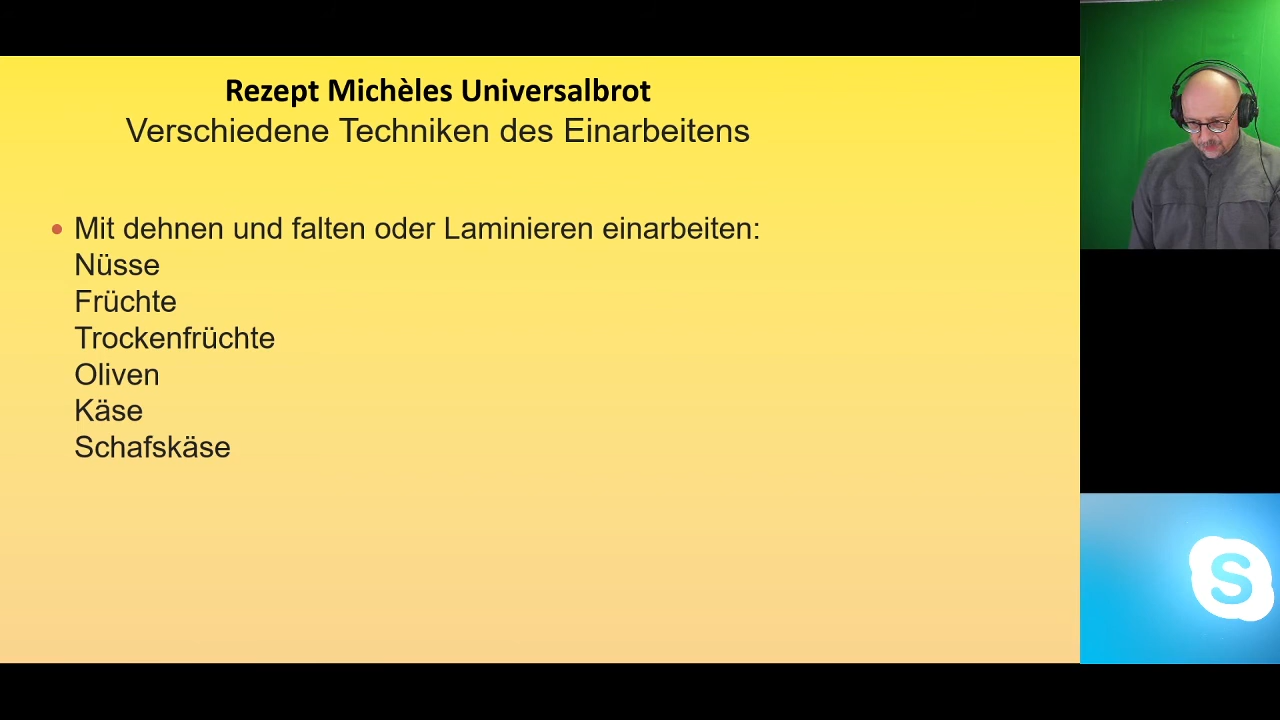 Rezept Michèles Universalbrot
Verschiedene Techniken des Einarbeitens
• Mit dehnen und falten oder Laminieren einarbeiten:
Nüsse
Früchte
Trockenfrüchte
Oliven
Käse
Schafskäse
S